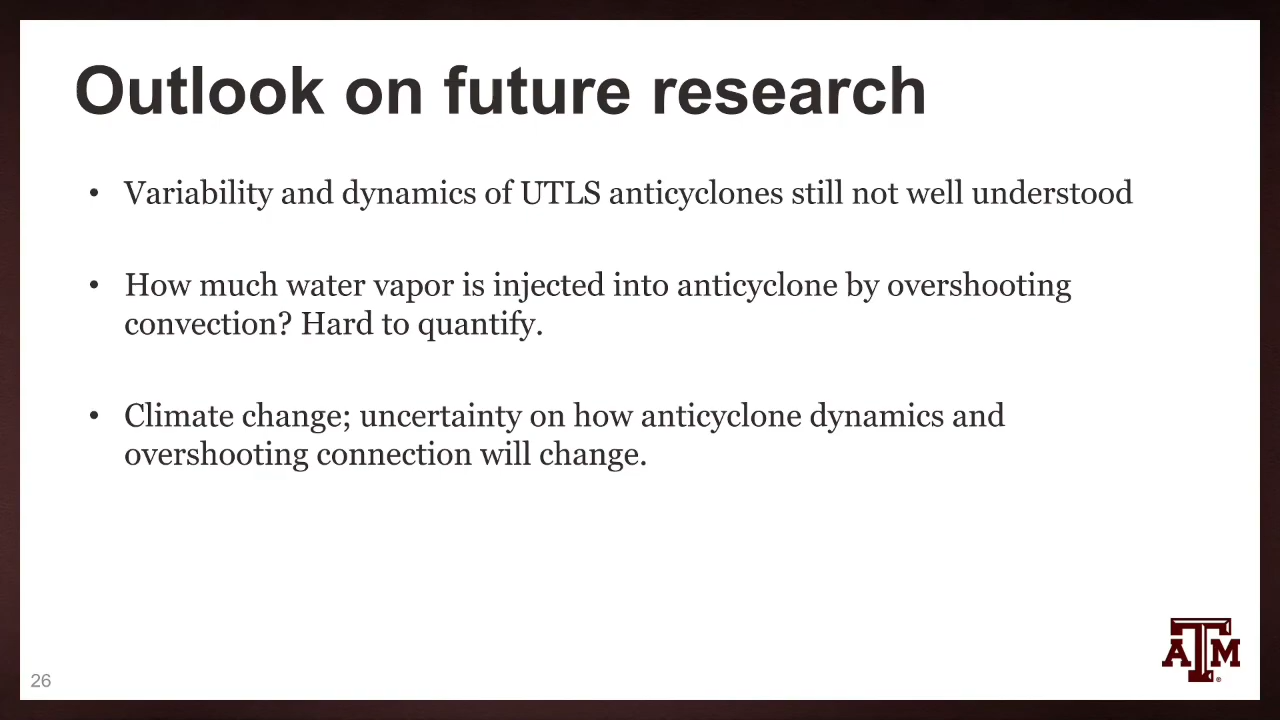 Outlook on future research
• Variability and dynamics of UTLS anticyclones still not well understood
• How much water vapor is injected into anticyclone by overshooting
convection? Hard to quantify.
• Climate change; uncertainty on how anticyclone dynamics and
overshooting connection will change.
ATM
26